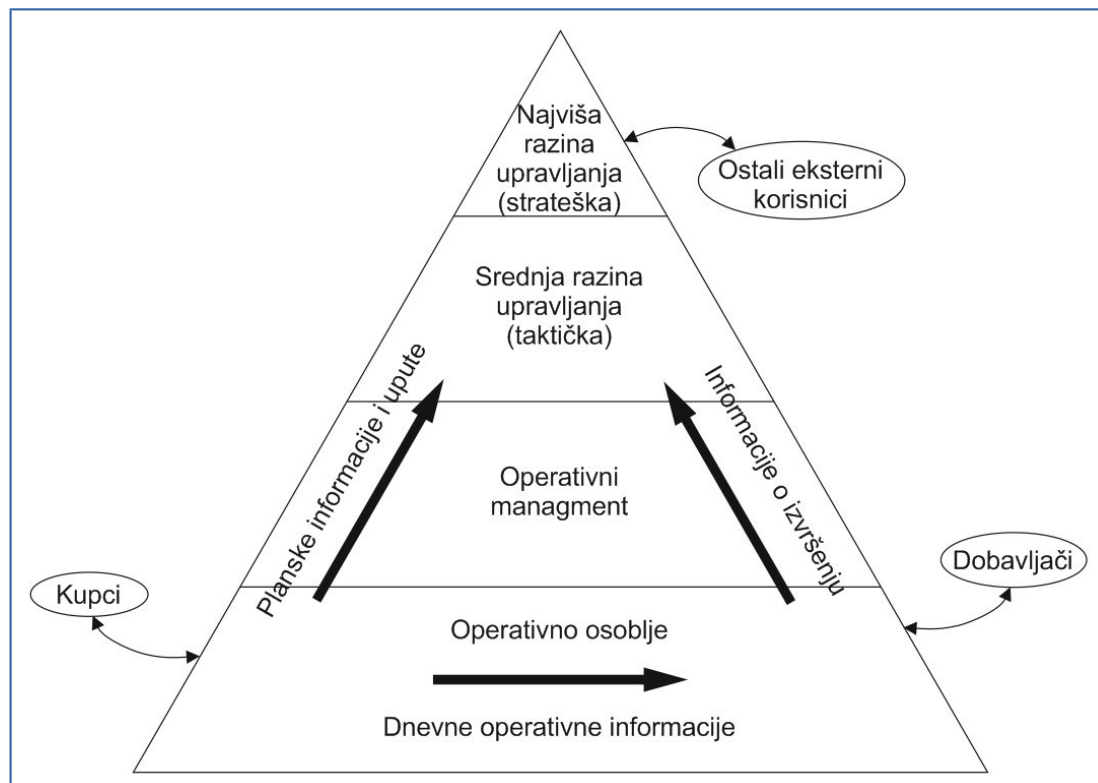 Najviša
razina
upravljanja
(strateška)
Ostali eksterni
korisnici
Srednja razina
upravljanja
(taktička)
Planske informacije i upute
Informacije o izvršenju
Operativni
managment
Kupci
Dobavljači
Operativno osoblje
Dnevne operativne informacije